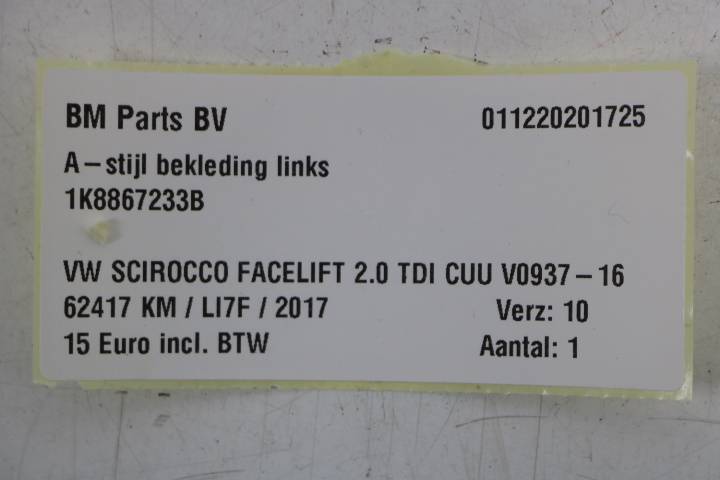 BM Parts BV 011220201725
A-stijl bekleding links
1K8867233B
VW SCIROCCO FACELIFT 2.0 TDI CUU V0937-16
62417 KM / LI7F / 2017 Verz: 10
15 Euro incl. BTW Aantal: 1